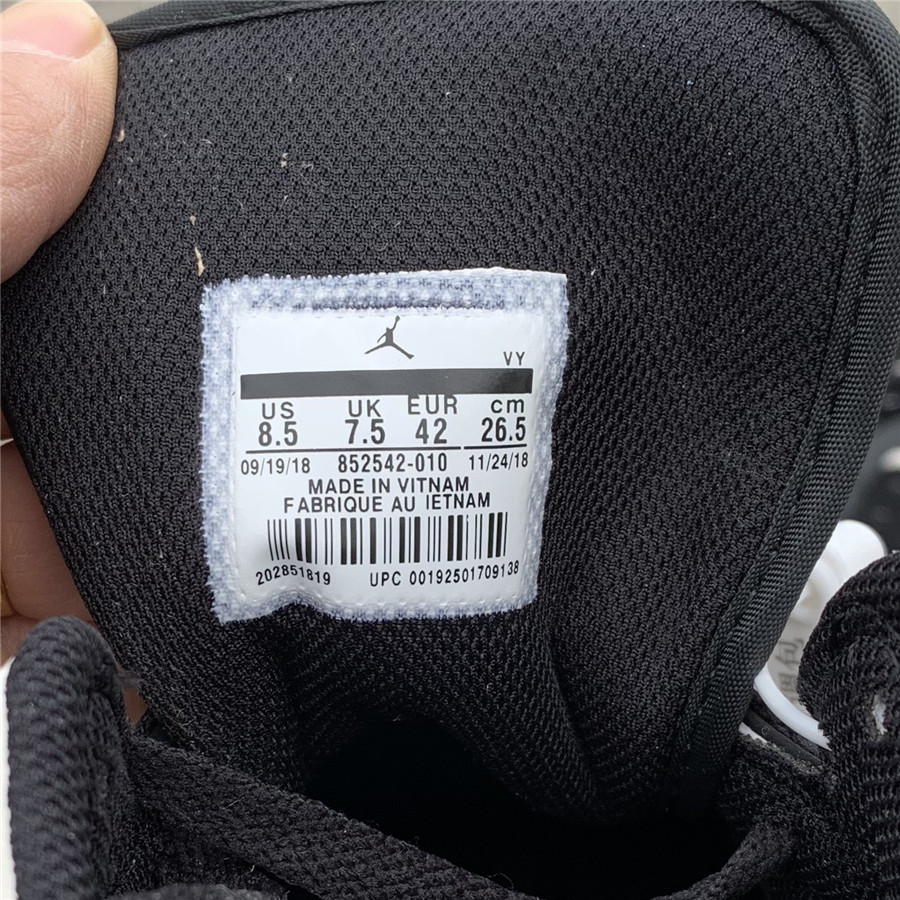 VY
US UK EUR cm
8.5 7.5 42 26.5
09/19/18 852542-010 11/24/18
MADE IN VITNAM
FABRIQUE AU IETNAM
202851819 UPC 00192501709138